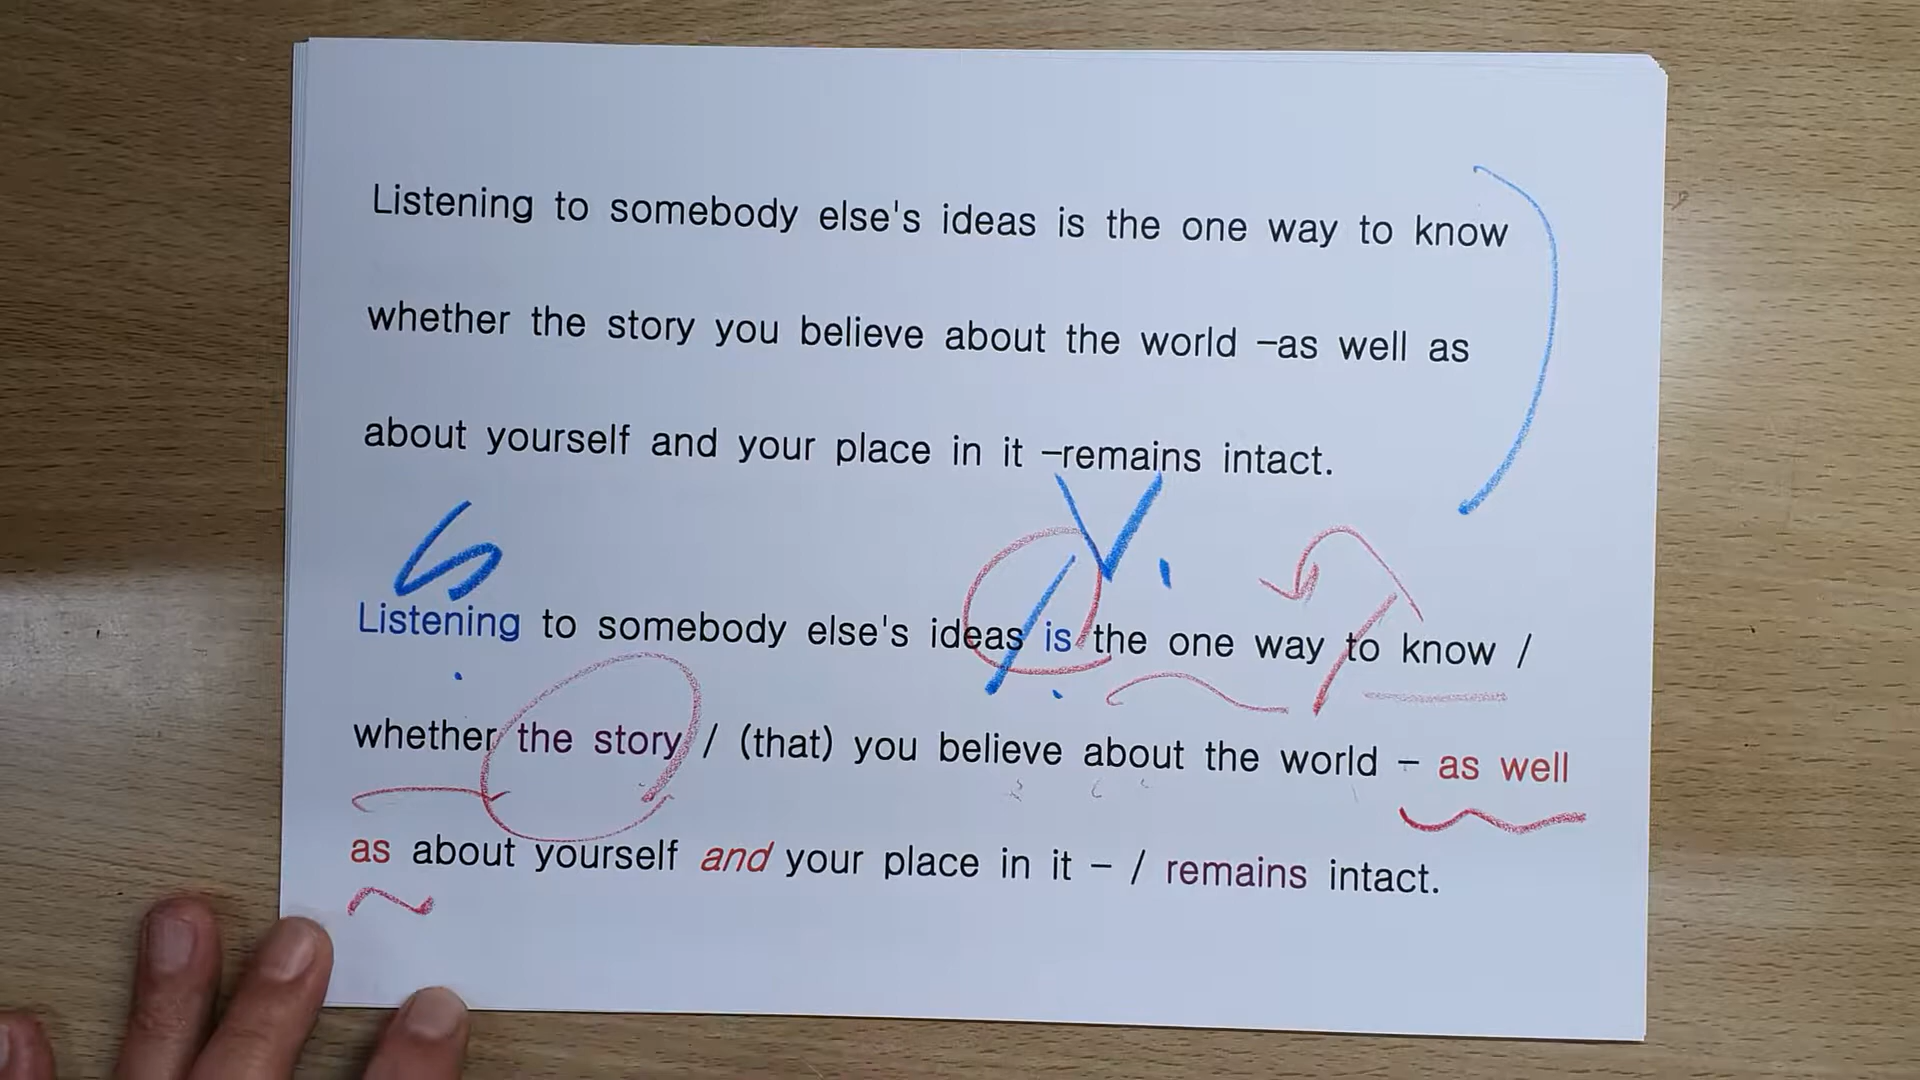 Listening to somebody else's ideas is the one way to know
whether the story you believe about the world –as well as
about yourself and your place in it –remains intact.
S
V.
Listening to somebody else's ideas is the one way to know /
whether the story / (that) you believe about the world – as well
as about yourself and your place in it – / remains intact.